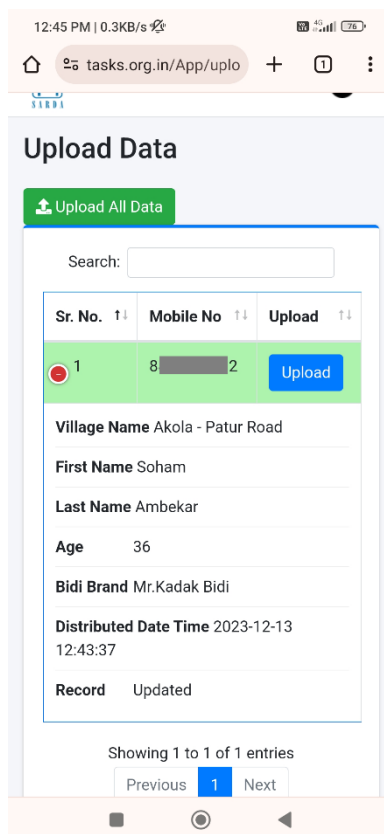 12:45 PM | 0.3KB/s
4G
76
tasks.org.in/App/uplo
1
SARDA
Upload Data
Upload All Data
Search:
Sr. No. Mobile No Upload
1 8 2 Upload
Village Name Akola - Patur Road
First Name Soham
Last Name Ambekar
Age 36
Bidi Brand Mr.Kadak Bidi
Distributed Date Time 2023-12-13
12:43:37
Record Updated
Showing 1 to 1 of 1 entries
Previous 1 Next